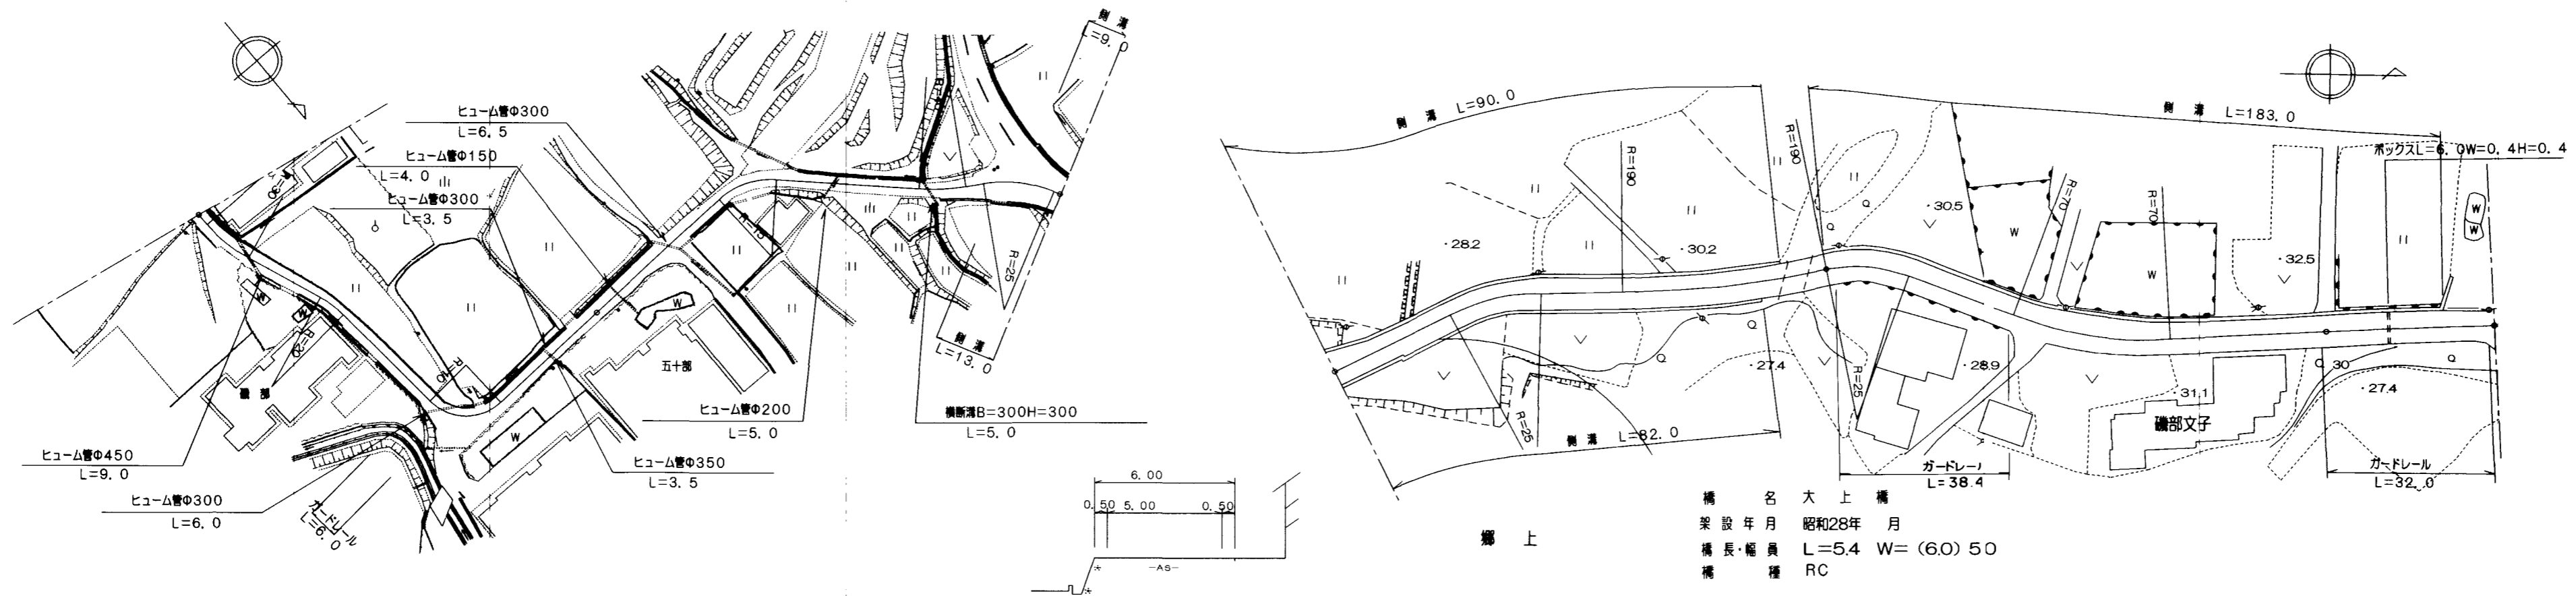 側溝
L=9.0
ヒューム管Φ300
L=6.5
ヒューム管Φ150
L=4.0
ヒューム管Φ300
L=3.5
R=25
側溝
L=13.0
R=20
R=10
磯部
五十部
W
W
W
W
ヒューム管Φ450
L=9.0
ヒューム管Φ300
L=6.0
ガードレール
L=6.0
ヒューム管Φ350
L=3.5
ヒューム管Φ200
L=5.0
横断溝B=300H=300
L=5.0
6.00
0.50 5.00 0.50
-AS-
側溝 L=90.0
側溝 L=183.0
ボックスL=6.0W=0.4H=0.4
R=190
R=190
R=70
R=70
・28.2
・30.2
・30.5
・32.5
W
W
W
W
・27.4
・28.9
31.1
30
・27.4
R=25
R=25
側溝 L=82.0
磯部文子
ガードレール
L=38.4
ガードレール
L=32.0
郷上
橋名 大上橋
架設年月 昭和28年 月
橋長・幅員 L=5.4 W=(6.0)5.0
橋種 RC